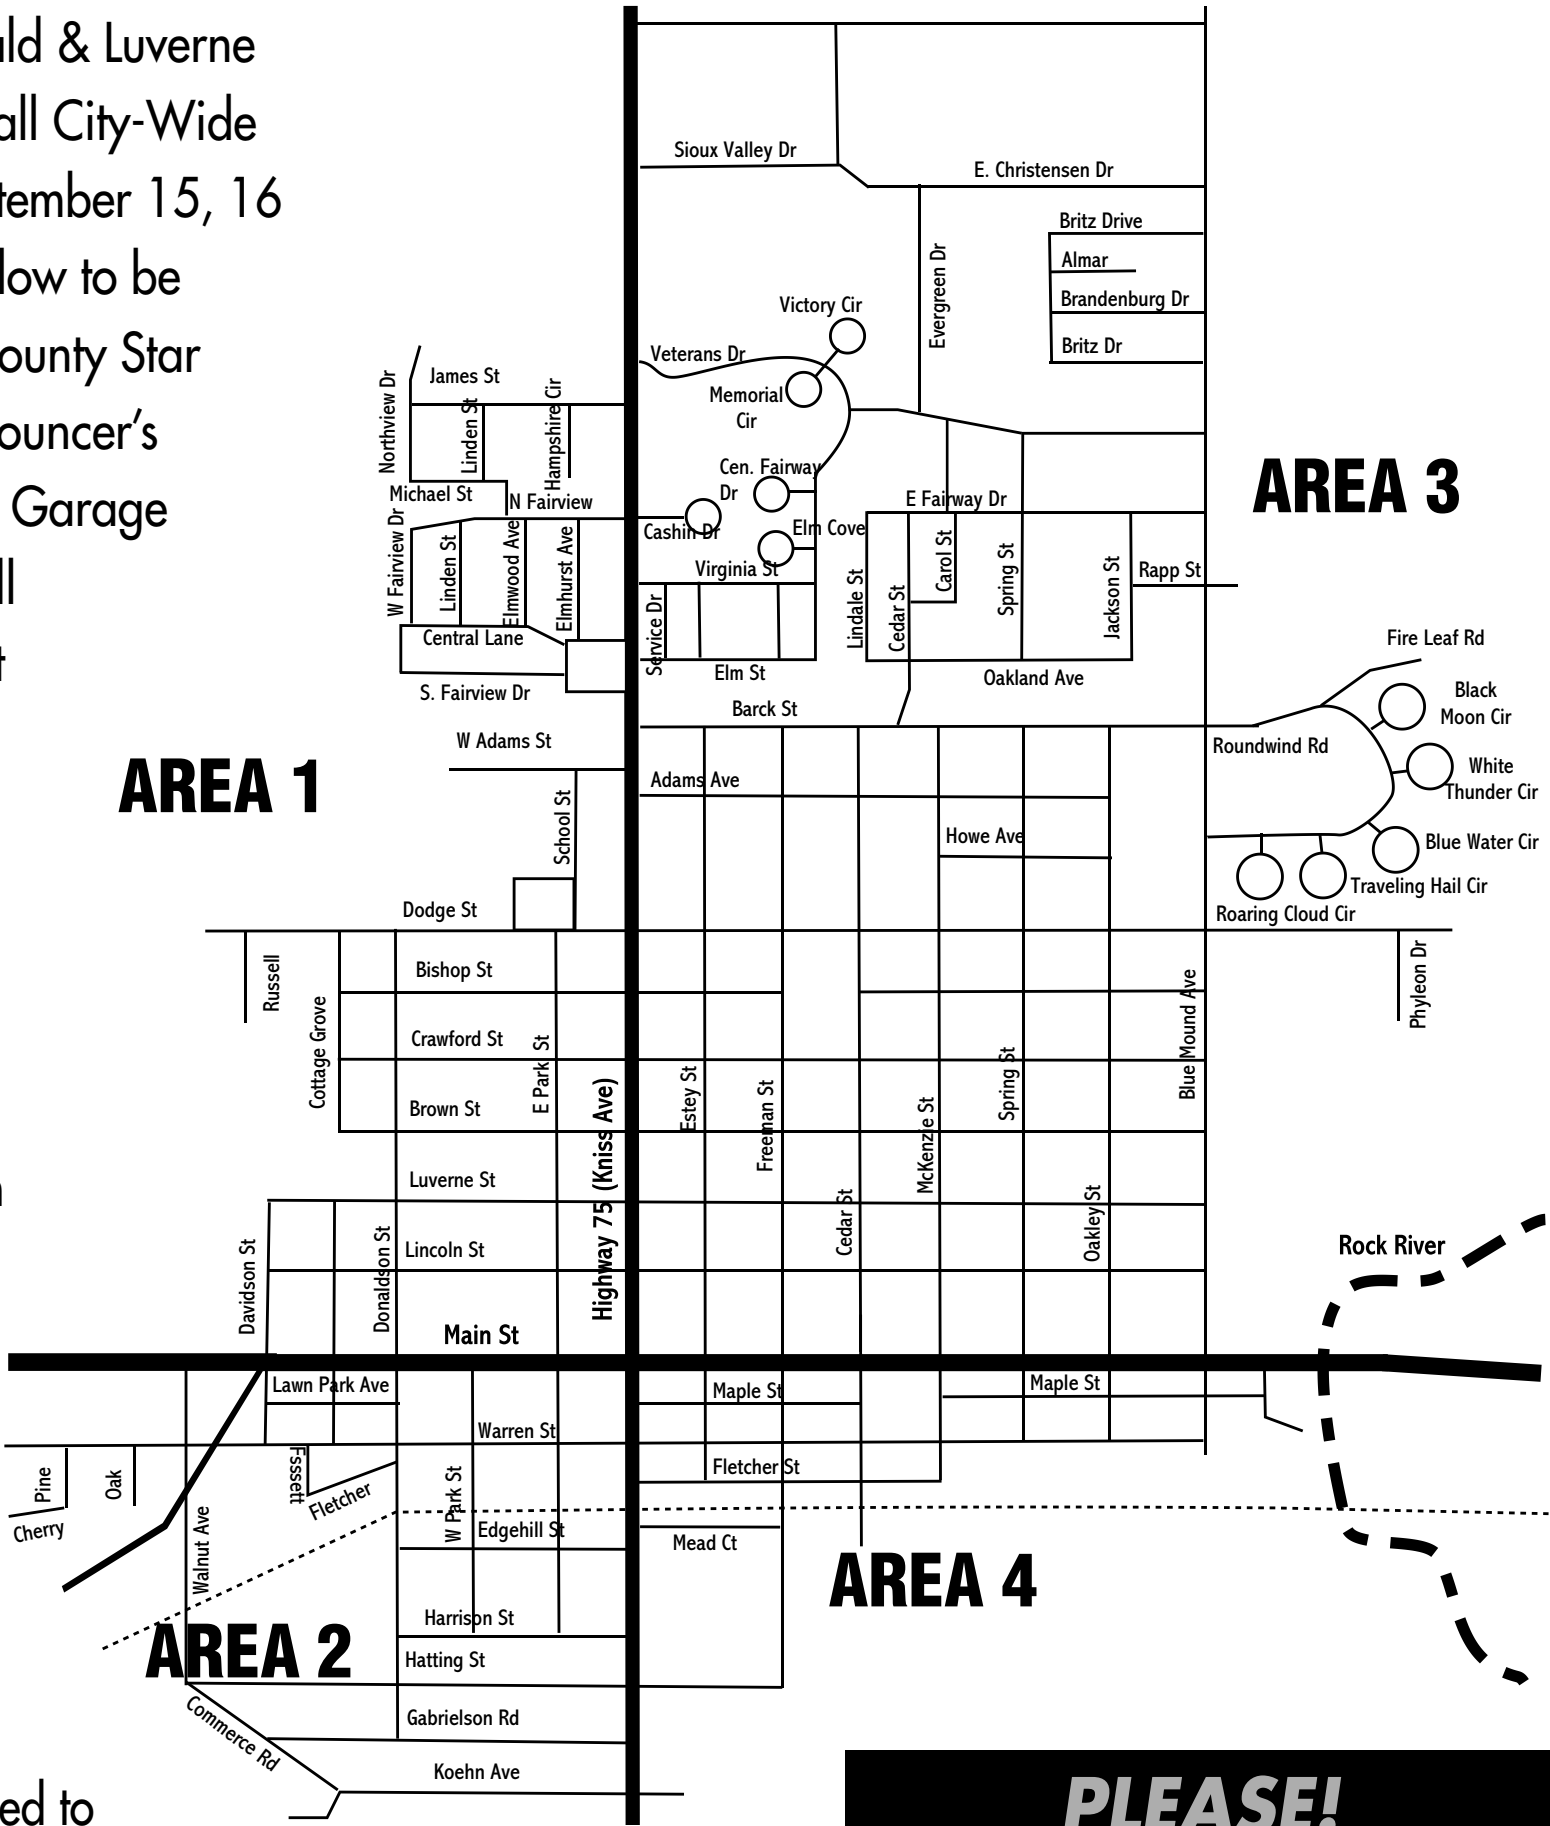 ald & Luverne
all City-Wide
tember 15, 16
low to be
ounty Star
ouncer's
Garage
ll
t
n
ed to
Sioux Valley Dr
E. Christensen Dr
Britz Drive
Almar
Brandenburg Dr
Britz Dr
Evergreen Dr
Victory Cir
Veterans Dr
Memorial
Cir
James St
Northview Dr
Linden St
Hampshire Cir
Michael St
N Fairview
Cen. Fairway
Dr
Cashin Dr
Elm Cove
E Fairway Dr
AREA 3
W Fairview Dr
Linden St
Elmwood Ave
Elmhurst Ave
Virginia St
Service Dr
Lindale St
Cedar St
Carol St
Spring St
Jackson St
Rapp St
Central Lane
S. Fairview Dr
Elm St
Oakland Ave
Fire Leaf Rd
Black
Moon Cir
Barck St
W Adams St
Roundwind Rd
White
Thunder Cir
AREA 1
School St
Adams Ave
Howe Ave
Blue Water Cir
Traveling Hail Cir
Roaring Cloud Cir
Dodge St
Russell
Bishop St
Cottage Grove
Crawford St
E Park St
Brown St
Highway 75 (Kniss Ave)
Estey St
Freeman St
McKenzie St
Spring St
Blue Mound Ave
Phyleon Dr
Luverne St
Cedar St
Oakley St
Davidson St
Donaldson St
Lincoln St
Rock River
Main St
Lawn Park Ave
Maple St
Maple St
Warren St
Pine
Oak
Fsssett
Fletcher
Fletcher St
Cherry
Walnut Ave
W Park St
Edgehill St
Mead Ct
AREA 4
AREA 2
Harrison St
Hatting St
Commerce Rd
Gabrielson Rd
Koehn Ave
PLEASE!